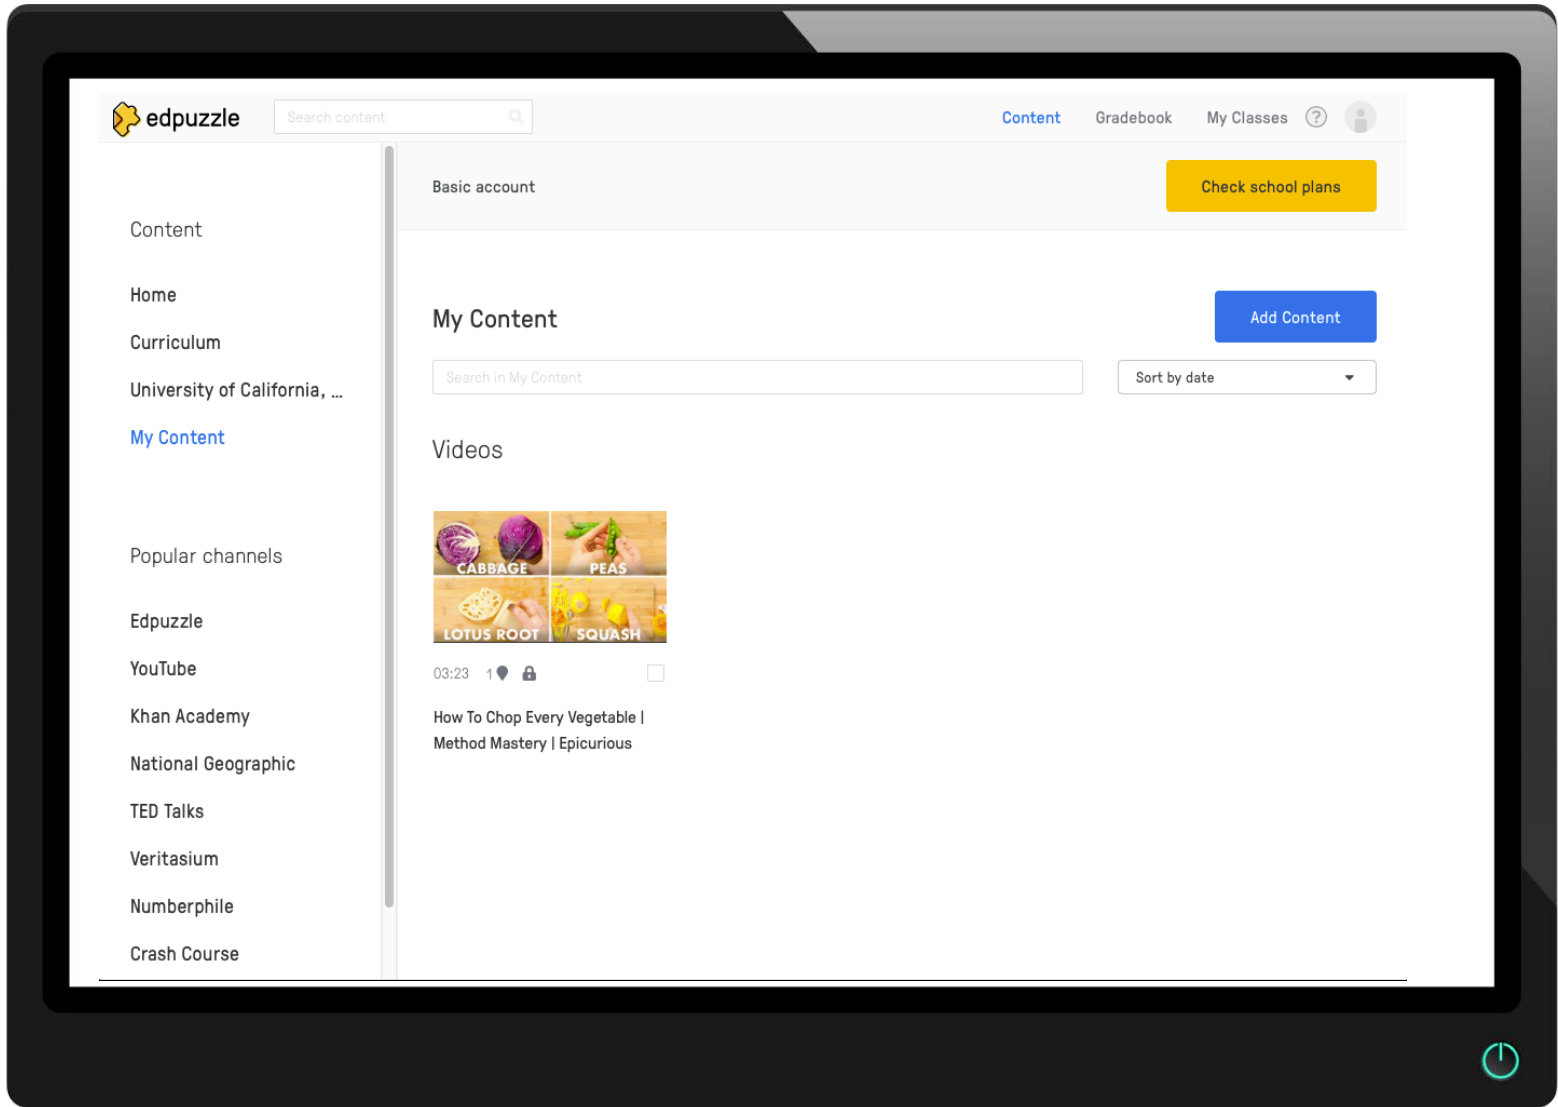 edpuzzle
Search content
Content Gradebook My Classes ?
Basic account
Check school plans
Content
Home
Curriculum
University of California, ...
My Content
Popular channels
Edpuzzle
YouTube
Khan Academy
National Geographic
TED Talks
Veritasium
Numberphile
Crash Course
My Content
Add Content
Search in My Content
Sort by date
Videos
CABBAGE PEAS
LOTUS ROOT SQUASH
03:23 1
How To Chop Every Vegetable |
Method Mastery | Epicurious